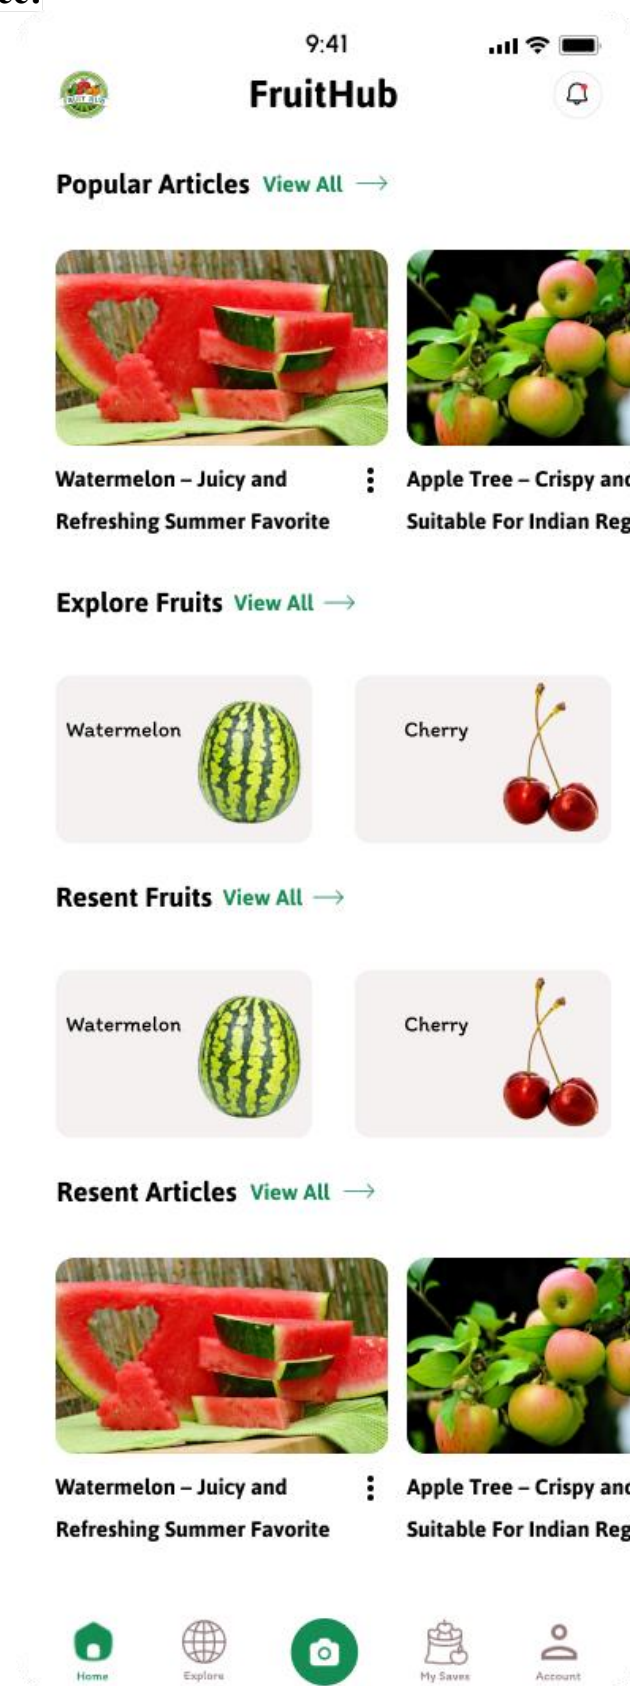 9:41
FRUIT HUB
FruitHub
Popular Articles View All
Watermelon – Juicy and
Refreshing Summer Favorite
Apple Tree – Crispy and
Suitable For Indian Reg
Explore Fruits View All
Watermelon
Cherry
Resent Fruits View All
Watermelon
Cherry
Resent Articles View All
Watermelon – Juicy and
Refreshing Summer Favorite
Apple Tree – Crispy and
Suitable For Indian Reg
Home
Explore
My Saves
Account